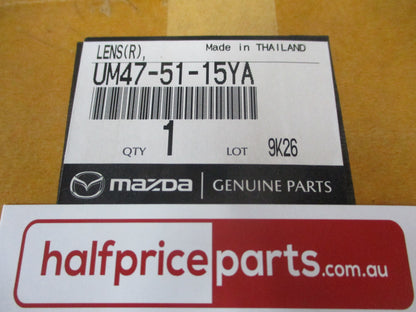 LENS(R), Made in THAILAND
UM47-51-15YA
QTY 1 LOT 9K26
mazda GENUINE PARTS
halfpriceparts.com.au